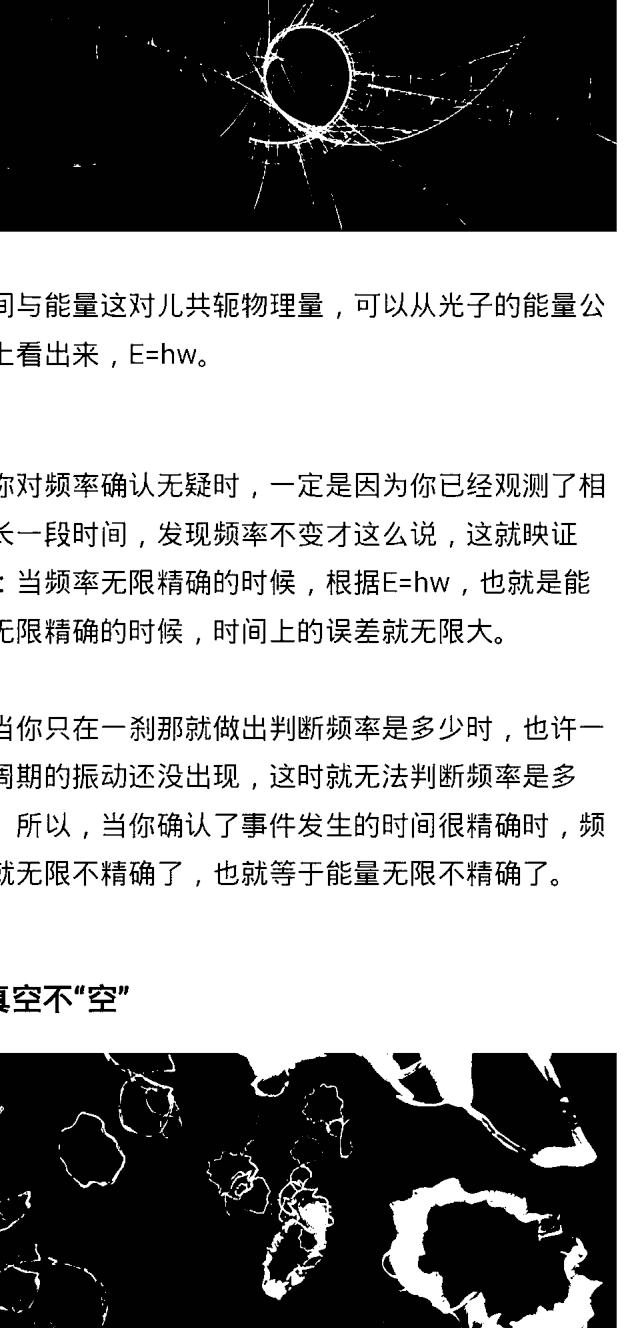 间与能量这对儿共轭物理量，可以从光子的能量公
上看出来，E=hw。
你对频率确认无疑时，一定是因为你已经观测了相
长一段时间，发现频率不变才这么说，这就映证
：当频率无限精确的时候，根据E=hw，也就是能
无限精确的时候，时间上的误差就无限大。
当你只在一刹那就做出判断频率是多少时，也许一
周期的振动还没出现，这时就无法判断频率是多
所以，当你确认了事件发生的时间很精确时，频
就无限不精确了，也就等于能量无限不精确了。
真空不“空”